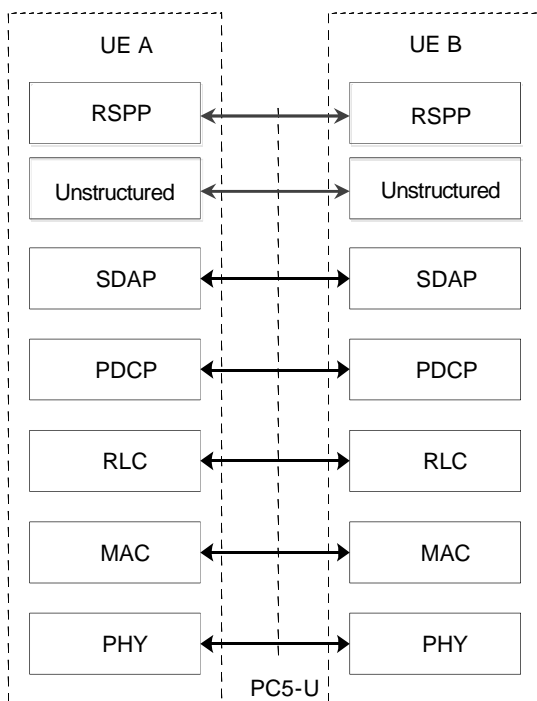 UE A
UE B
RSPP
RSPP
Unstructured
Unstructured
SDAP
SDAP
PDCP
PDCP
RLC
RLC
MAC
MAC
PHY
PHY
PC5-U